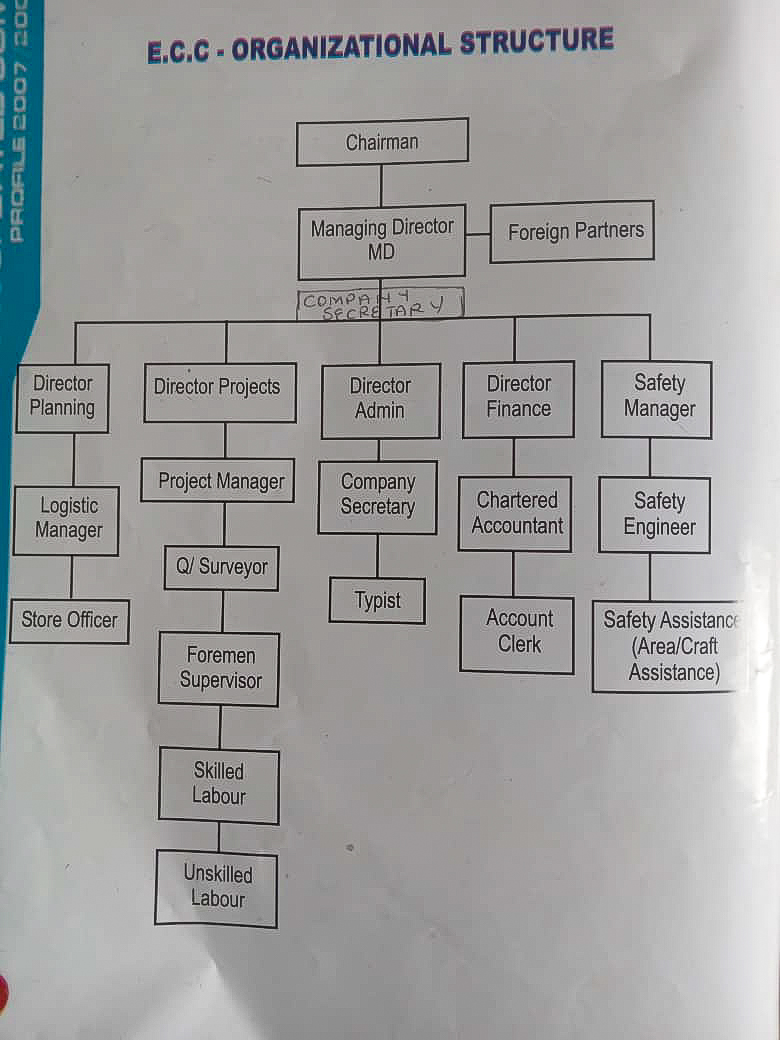 PROFILE 2007
E.C.C - ORGANIZATIONAL STRUCTURE
Chairman
Managing Director
MD
Foreign Partners
COMPANY
SECRETARY
Director
Planning
Director Projects
Director
Admin
Director
Finance
Safety
Manager
Logistic
Manager
Project Manager
Company
Secretary
Chartered
Accountant
Safety
Engineer
Store Officer
Q/ Surveyor
Typist
Account
Clerk
Safety Assistance
(Area/Craft
Assistance)
Foremen
Supervisor
Skilled
Labour
Unskilled
Labour